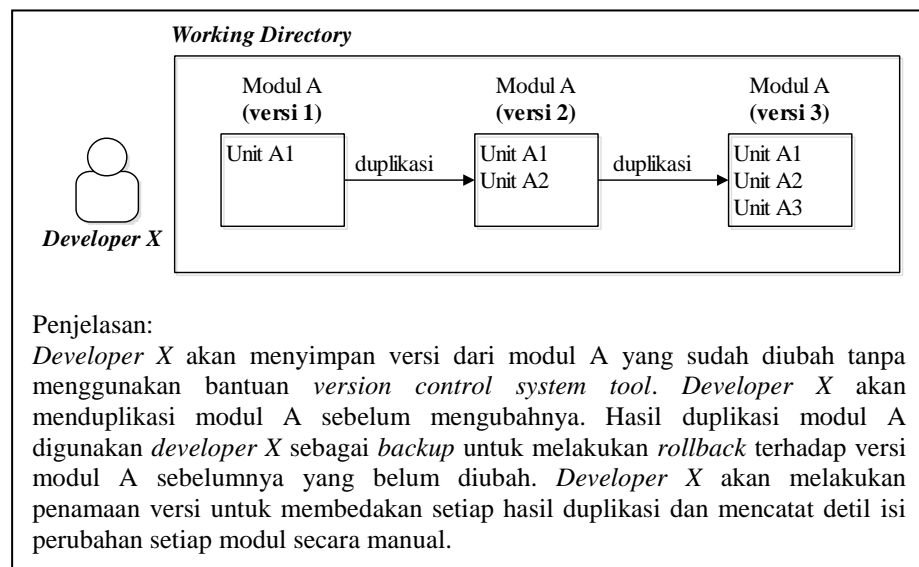 Working Directory
Modul A
(versi 1)
Modul A
(versi 2)
Modul A
(versi 3)
Unit A1
duplikasi
Unit A1
Unit A2
duplikasi
Unit A1
Unit A2
Unit A3
Developer X
Penjelasan:
Developer X akan menyimpan versi dari modul A yang sudah diubah tanpa
menggunakan bantuan version control system tool. Developer X akan
menduplikasi modul A sebelum mengubahnya. Hasil duplikasi modul A
digunakan developer X sebagai backup untuk melakukan rollback terhadap versi
modul A sebelumnya yang belum diubah. Developer X akan melakukan
penamaan versi untuk membedakan setiap hasil duplikasi dan mencatat detil isi
perubahan setiap modul secara manual.